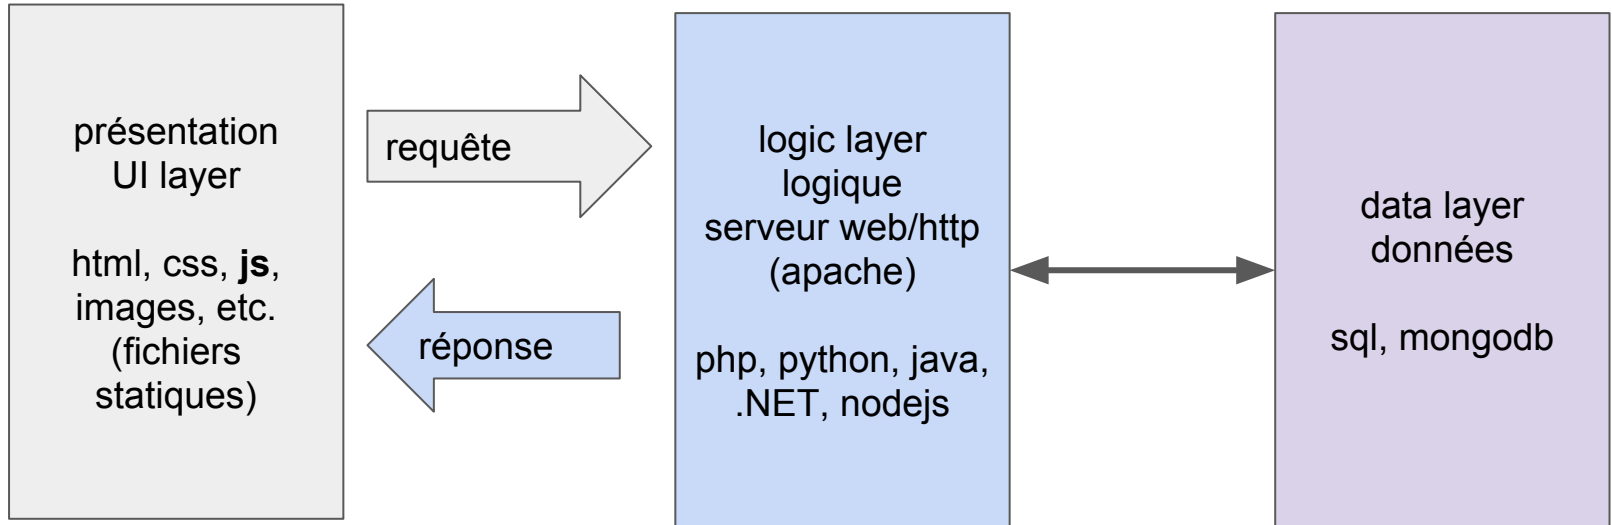 présentation
UI layer
html, css, js,
images, etc.
(fichiers
statiques)
requête
réponse
logic layer
logique
serveur web/http
(apache)
php, python, java,
.NET, nodejs
data layer
données
sql, mongodb